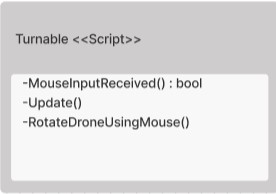 Turnable <<Script>>
-MouseInputReceived() : bool
-Update()
-RotateDroneUsingMouse()